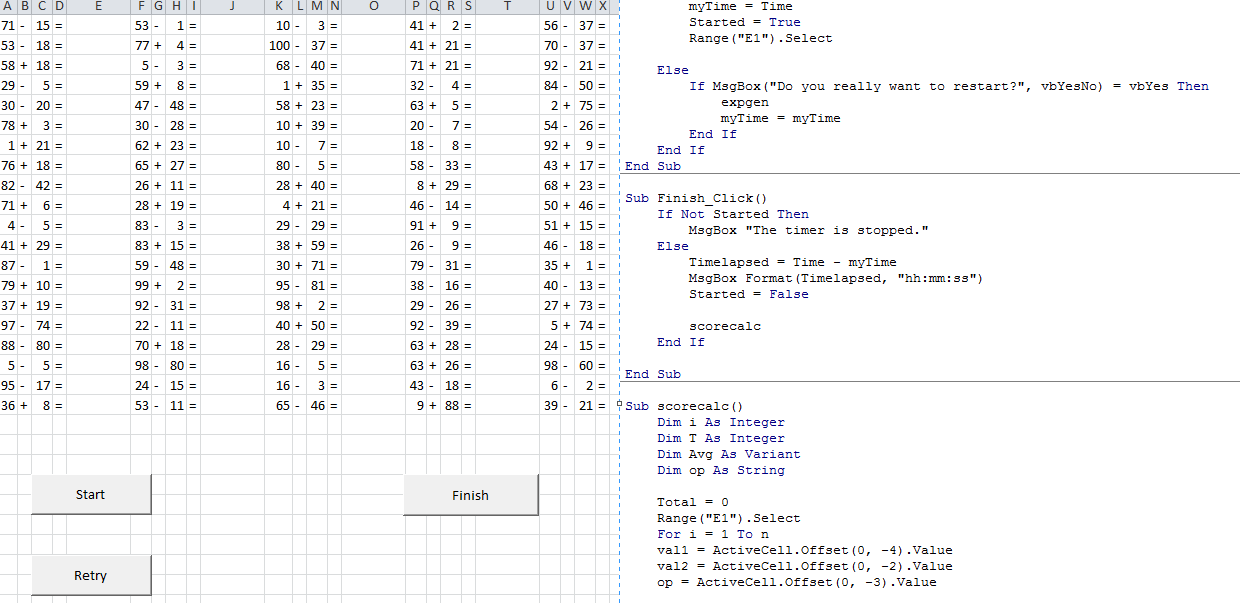 A B C D E F G H I J K L M N O P Q R S T U V W X
71 - 15 = 53 - 1 = 10 - 3 = 41 + 2 = 56 - 37 =
53 - 18 = 77 + 4 = 100 - 37 = 41 + 21 = 70 - 37 =
58 + 18 = 5 - 3 = 68 - 40 = 71 + 21 = 92 - 21 =
29 - 5 = 59 + 8 = 1 + 35 = 32 - 4 = 84 - 50 =
30 - 20 = 47 - 48 = 58 + 23 = 63 + 5 = 2 + 75 =
78 + 3 = 30 - 28 = 10 + 39 = 20 - 7 = 54 - 26 =
1 + 21 = 62 + 23 = 10 - 7 = 18 - 8 = 92 + 9 =
76 + 18 = 65 + 27 = 80 - 5 = 58 - 33 = 43 + 17 =
82 - 42 = 26 + 11 = 28 + 40 = 8 + 29 = 68 + 23 =
71 + 6 = 28 + 19 = 4 + 21 = 46 - 14 = 50 + 46 =
4 - 5 = 83 - 3 = 29 - 29 = 91 + 9 = 51 + 15 =
41 + 29 = 83 + 15 = 38 + 59 = 26 - 9 = 46 - 18 =
87 - 1 = 59 - 48 = 30 + 71 = 79 - 31 = 35 + 1 =
79 + 10 = 99 + 2 = 95 - 81 = 38 - 16 = 40 - 13 =
37 + 19 = 92 - 31 = 98 + 2 = 29 - 26 = 27 + 73 =
97 - 74 = 22 - 11 = 40 + 50 = 92 - 39 = 5 + 74 =
88 - 80 = 70 + 18 = 28 - 29 = 63 + 28 = 24 - 15 =
5 - 5 = 98 - 80 = 16 - 5 = 63 + 26 = 98 - 60 =
95 - 17 = 24 - 15 = 16 - 3 = 43 - 18 = 6 - 2 =
36 + 8 = 53 - 11 = 65 - 46 = 9 + 88 = 39 - 21 =
Start
Finish
Retry
myTime = Time
Started = True
Range("E1").Select
Else
If MsgBox("Do you really want to restart?", vbYesNo) = vbYes Then
expgen
myTime = myTime
End If
End If
End Sub
Sub Finish_Click()
If Not Started Then
MsgBox "The timer is stopped."
Else
Timelapsed = Time - myTime
MsgBox Format(Timelapsed, "hh:mm:ss")
Started = False
scorecalc
End If
End Sub
Sub scorecalc()
Dim i As Integer
Dim T As Integer
Dim Avg As Variant
Dim op As String
Total = 0
Range("E1").Select
For i = 1 To n
val1 = ActiveCell.Offset(0, -4).Value
val2 = ActiveCell.Offset(0, -2).Value
op = ActiveCell.Offset(0, -3).Value